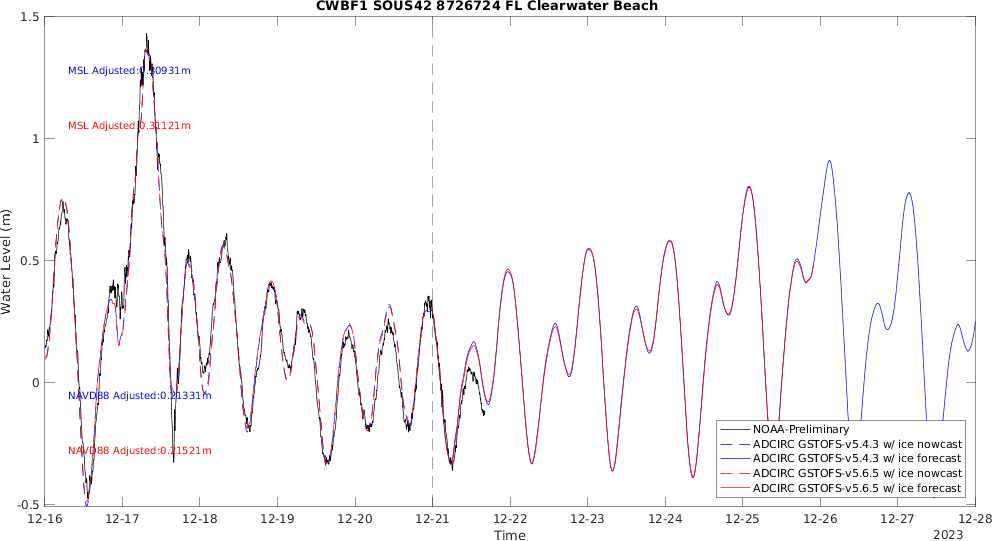 CWBF1 SOUS42 8726724 FL Clearwater Beach
1.5
1
0.5
0
-0.5
Water Level (m)
MSL Adjusted:0.30931m
MSL Adjusted:0.31121m
NAVD88 Adjusted:0.21331m
NAVD88 Adjusted:0.21521m
NOAA-Preliminary
ADCIRC GSTOFS-v5.4.3 w/ ice nowcast
ADCIRC GSTOFS-v5.4.3 w/ ice forecast
ADCIRC GSTOFS-v5.6.5 w/ ice nowcast
ADCIRC GSTOFS-v5.6.5 w/ ice forecast
12-16 12-17 12-18 12-19 12-20 12-21 12-22 12-23 12-24 12-25 12-26 12-27 12-28
Time
2023